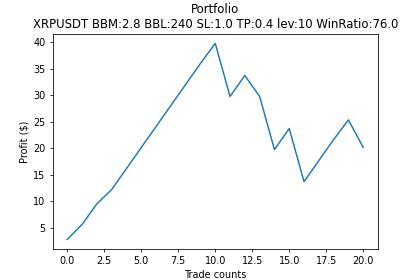 Portfolio
XRPUSDT BBM:2.8 BBL:240 SL:1.0 TP:0.4 lev:10 WinRatio:76.0
Profit ($)
40
35
30
25
20
15
10
5
0.0 2.5 5.0 7.5 10.0 12.5 15.0 17.5 20.0
Trade counts